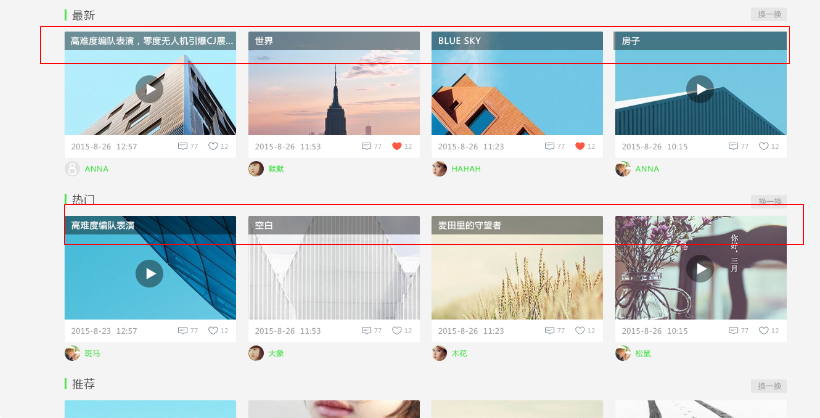 最新
换一换
高难度编队表演，零度无人机引爆CJ展...
世界
BLUE SKY
房子
2015-8-26 12:57 77 12
2015-8-26 11:53 77 12
2015-8-26 11:23 77 12
2015-8-26 10:15 77 12
ANNA
默默
HAHAH
ANNA
热门
换一换
高难度编队表演
空白
麦田里的守望者
你好，三月
2015-8-23 12:57 77 12
2015-8-26 11:53 77 12
2015-8-26 11:23 77 12
2015-8-26 10:15 77 12
斑马
大象
木花
松鼠
推荐
换一换